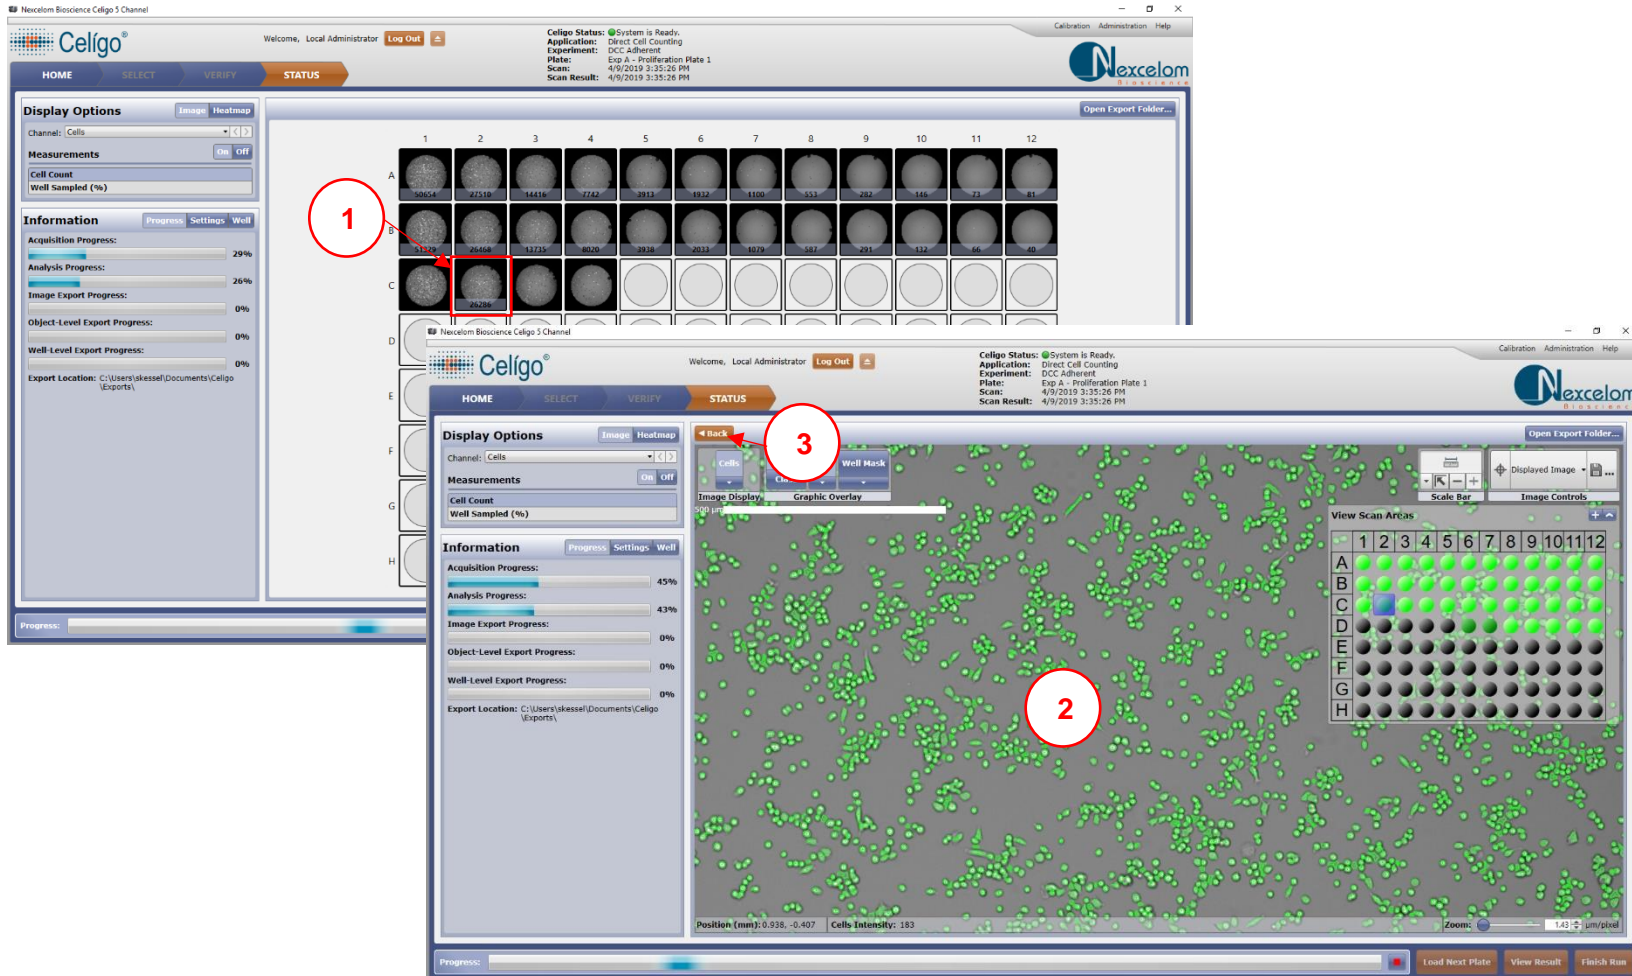 Nexcelom Bioscience Celigo 5 Channel
Calibration Administration Help
Celígo®
Welcome, Local Administrator Log Out
Celigo Status: System is Ready.
Application: Direct Cell Counting
Experiment: DCC Adherent
Plate: Exp A - Proliferation Plate 1
Scan: 4/9/2019 3:35:26 PM
Scan Result: 4/9/2019 3:35:26 PM
Nexcelom
Bioscience
HOME SELECT VERIFY STATUS
Display Options Image Heatmap
Channel: Cells
Measurements On Off
Cell Count
Well Sampled (%)
Information Progress Settings Well
Acquisition Progress:
29%
Analysis Progress:
26%
Image Export Progress:
0%
Object-Level Export Progress:
0%
Well-Level Export Progress:
0%
Export Location: C:\Users\skessel\Documents\Celigo
\Exports\
Open Export Folder...
1 2 3 4 5 6 7 8 9 10 11 12
A
50654 27510 14416 7742 3913 1932 1100 553 282 146 73 81
B
51329 26468 13735 8020 3938 2033 1079 587 291 132 66 40
C
26286
D
E
F
G
H
1
Progress:
Nexcelom Bioscience Celigo 5 Channel
Calibration Administration Help
Celígo®
Welcome, Local Administrator Log Out
Celigo Status: System is Ready.
Application: Direct Cell Counting
Experiment: DCC Adherent
Plate: Exp A - Proliferation Plate 1
Scan: 4/9/2019 3:35:26 PM
Scan Result: 4/9/2019 3:35:26 PM
Nexcelom
Bioscience
HOME SELECT VERIFY STATUS
Display Options Image Heatmap
Channel: Cells
Measurements On Off
Cell Count
Well Sampled (%)
Information Progress Settings Well
Acquisition Progress:
45%
Analysis Progress:
43%
Image Export Progress:
0%
Object-Level Export Progress:
0%
Well-Level Export Progress:
0%
Export Location: C:\Users\skessel\Documents\Celigo
\Exports\
Back
3
Open Export Folder...
Cells Well Mask
Image Display Graphic Overlay
500 µm
Displayed Image ...
Scale Bar Image Controls
View Scan Areas
1 2 3 4 5 6 7 8 9 10 11 12
A
B
C
D
E
F
G
H
2
Position (mm): 0.938, -0.407 Cells Intensity: 183
Zoom: 1.43 µm/pixel
Progress:
Load Next Plate View Result Finish Run